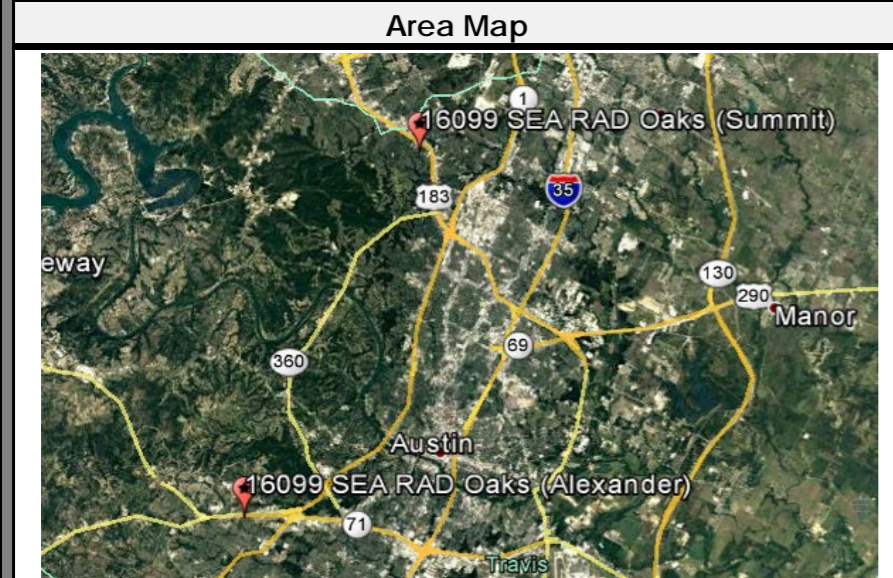 Area Map
1
16099 SEA RAD Oaks (Summit)
183
35
eway
130
290
Manor
69
360
Austin
16099 SEA RAD Oaks (Alexander)
71
Travis